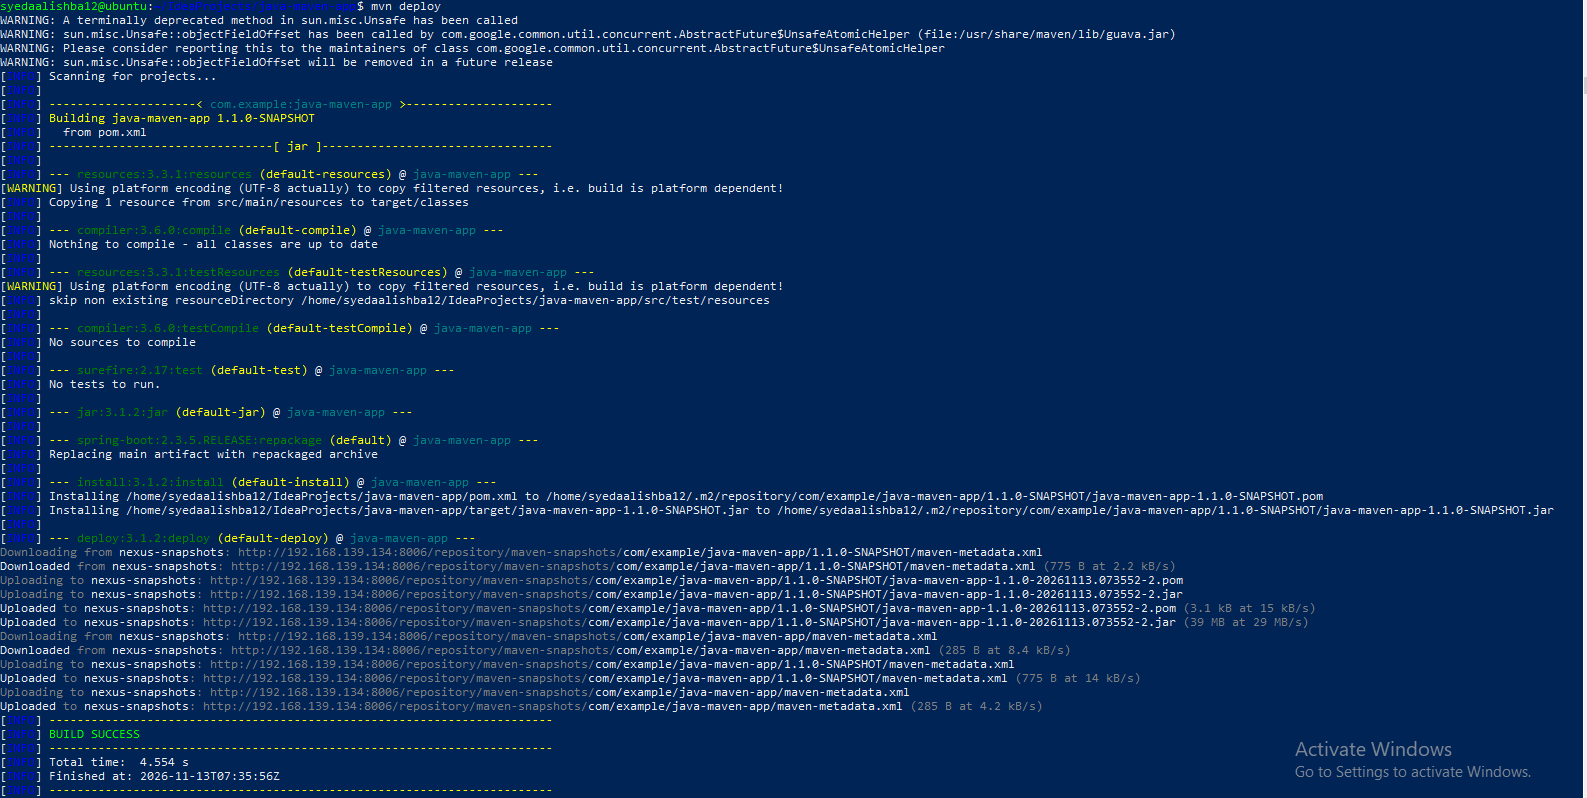 syedaalishba12@ubuntu:~/IdeaProjects/java-maven-app$ mvn deploy
WARNING: A terminally deprecated method in sun.misc.Unsafe has been called
WARNING: sun.misc.Unsafe::objectFieldOffset has been called by com.google.common.util.concurrent.AbstractFuture$UnsafeAtomicHelper (file:/usr/share/maven/lib/guava.jar)
WARNING: Please consider reporting this to the maintainers of class com.google.common.util.concurrent.AbstractFuture$UnsafeAtomicHelper
WARNING: sun.misc.Unsafe::objectFieldOffset will be removed in a future release
[INFO] Scanning for projects...
[INFO]
[INFO] ---------------------< com.example:java-maven-app >---------------------
[INFO] Building java-maven-app 1.1.0-SNAPSHOT
[INFO]   from pom.xml
[INFO] --------------------------------[ jar ]---------------------------------
[INFO]
[INFO] --- resources:3.3.1:resources (default-resources) @ java-maven-app ---
[WARNING] Using platform encoding (UTF-8 actually) to copy filtered resources, i.e. build is platform dependent!
[INFO] Copying 1 resource from src/main/resources to target/classes
[INFO]
[INFO] --- compiler:3.6.0:compile (default-compile) @ java-maven-app ---
[INFO] Nothing to compile - all classes are up to date
[INFO]
[INFO] --- resources:3.3.1:testResources (default-testResources) @ java-maven-app ---
[WARNING] Using platform encoding (UTF-8 actually) to copy filtered resources, i.e. build is platform dependent!
[INFO] skip non existing resourceDirectory /home/syedaalishba12/IdeaProjects/java-maven-app/src/test/resources
[INFO]
[INFO] --- compiler:3.6.0:testCompile (default-testCompile) @ java-maven-app ---
[INFO] No sources to compile
[INFO]
[INFO] --- surefire:2.17:test (default-test) @ java-maven-app ---
[INFO] No tests to run.
[INFO]
[INFO] --- jar:3.1.2:jar (default-jar) @ java-maven-app ---
[INFO]
[INFO] --- spring-boot:2.3.5.RELEASE:repackage (default) @ java-maven-app ---
[INFO] Replacing main artifact with repackaged archive
[INFO]
[INFO] --- install:3.1.2:install (default-install) @ java-maven-app ---
[INFO] Installing /home/syedaalishba12/IdeaProjects/java-maven-app/pom.xml to /home/syedaalishba12/.m2/repository/com/example/java-maven-app/1.1.0-SNAPSHOT/java-maven-app-1.1.0-SNAPSHOT.pom
[INFO] Installing /home/syedaalishba12/IdeaProjects/java-maven-app/target/java-maven-app-1.1.0-SNAPSHOT.jar to /home/syedaalishba12/.m2/repository/com/example/java-maven-app/1.1.0-SNAPSHOT/java-maven-app-1.1.0-SNAPSHOT.jar
[INFO]
[INFO] --- deploy:3.1.2:deploy (default-deploy) @ java-maven-app ---
Downloading from nexus-snapshots: http://192.168.139.134:8006/repository/maven-snapshots/com/example/java-maven-app/1.1.0-SNAPSHOT/maven-metadata.xml
Downloaded from nexus-snapshots: http://192.168.139.134:8006/repository/maven-snapshots/com/example/java-maven-app/1.1.0-SNAPSHOT/maven-metadata.xml (775 B at 2.2 kB/s)
Uploading to nexus-snapshots: http://192.168.139.134:8006/repository/maven-snapshots/com/example/java-maven-app/1.1.0-SNAPSHOT/java-maven-app-1.1.0-20261113.073552-2.pom
Uploading to nexus-snapshots: http://192.168.139.134:8006/repository/maven-snapshots/com/example/java-maven-app/1.1.0-SNAPSHOT/java-maven-app-1.1.0-20261113.073552-2.jar
Uploaded to nexus-snapshots: http://192.168.139.134:8006/repository/maven-snapshots/com/example/java-maven-app/1.1.0-SNAPSHOT/java-maven-app-1.1.0-20261113.073552-2.pom (3.1 kB at 15 kB/s)
Uploaded to nexus-snapshots: http://192.168.139.134:8006/repository/maven-snapshots/com/example/java-maven-app/1.1.0-SNAPSHOT/java-maven-app-1.1.0-20261113.073552-2.jar (39 MB at 29 MB/s)
Downloading from nexus-snapshots: http://192.168.139.134:8006/repository/maven-snapshots/com/example/java-maven-app/maven-metadata.xml
Downloaded from nexus-snapshots: http://192.168.139.134:8006/repository/maven-snapshots/com/example/java-maven-app/maven-metadata.xml (285 B at 8.4 kB/s)
Uploading to nexus-snapshots: http://192.168.139.134:8006/repository/maven-snapshots/com/example/java-maven-app/1.1.0-SNAPSHOT/maven-metadata.xml
Uploaded to nexus-snapshots: http://192.168.139.134:8006/repository/maven-snapshots/com/example/java-maven-app/1.1.0-SNAPSHOT/maven-metadata.xml (775 B at 14 kB/s)
Uploading to nexus-snapshots: http://192.168.139.134:8006/repository/maven-snapshots/com/example/java-maven-app/maven-metadata.xml
Uploaded to nexus-snapshots: http://192.168.139.134:8006/repository/maven-snapshots/com/example/java-maven-app/maven-metadata.xml (285 B at 4.2 kB/s)
[INFO] ------------------------------------------------------------------------
[INFO] BUILD SUCCESS
[INFO] ------------------------------------------------------------------------
[INFO] Total time:  4.554 s
[INFO] Finished at: 2026-11-13T07:35:56Z
[INFO] ------------------------------------------------------------------------
Activate Windows
Go to Settings to activate Windows.